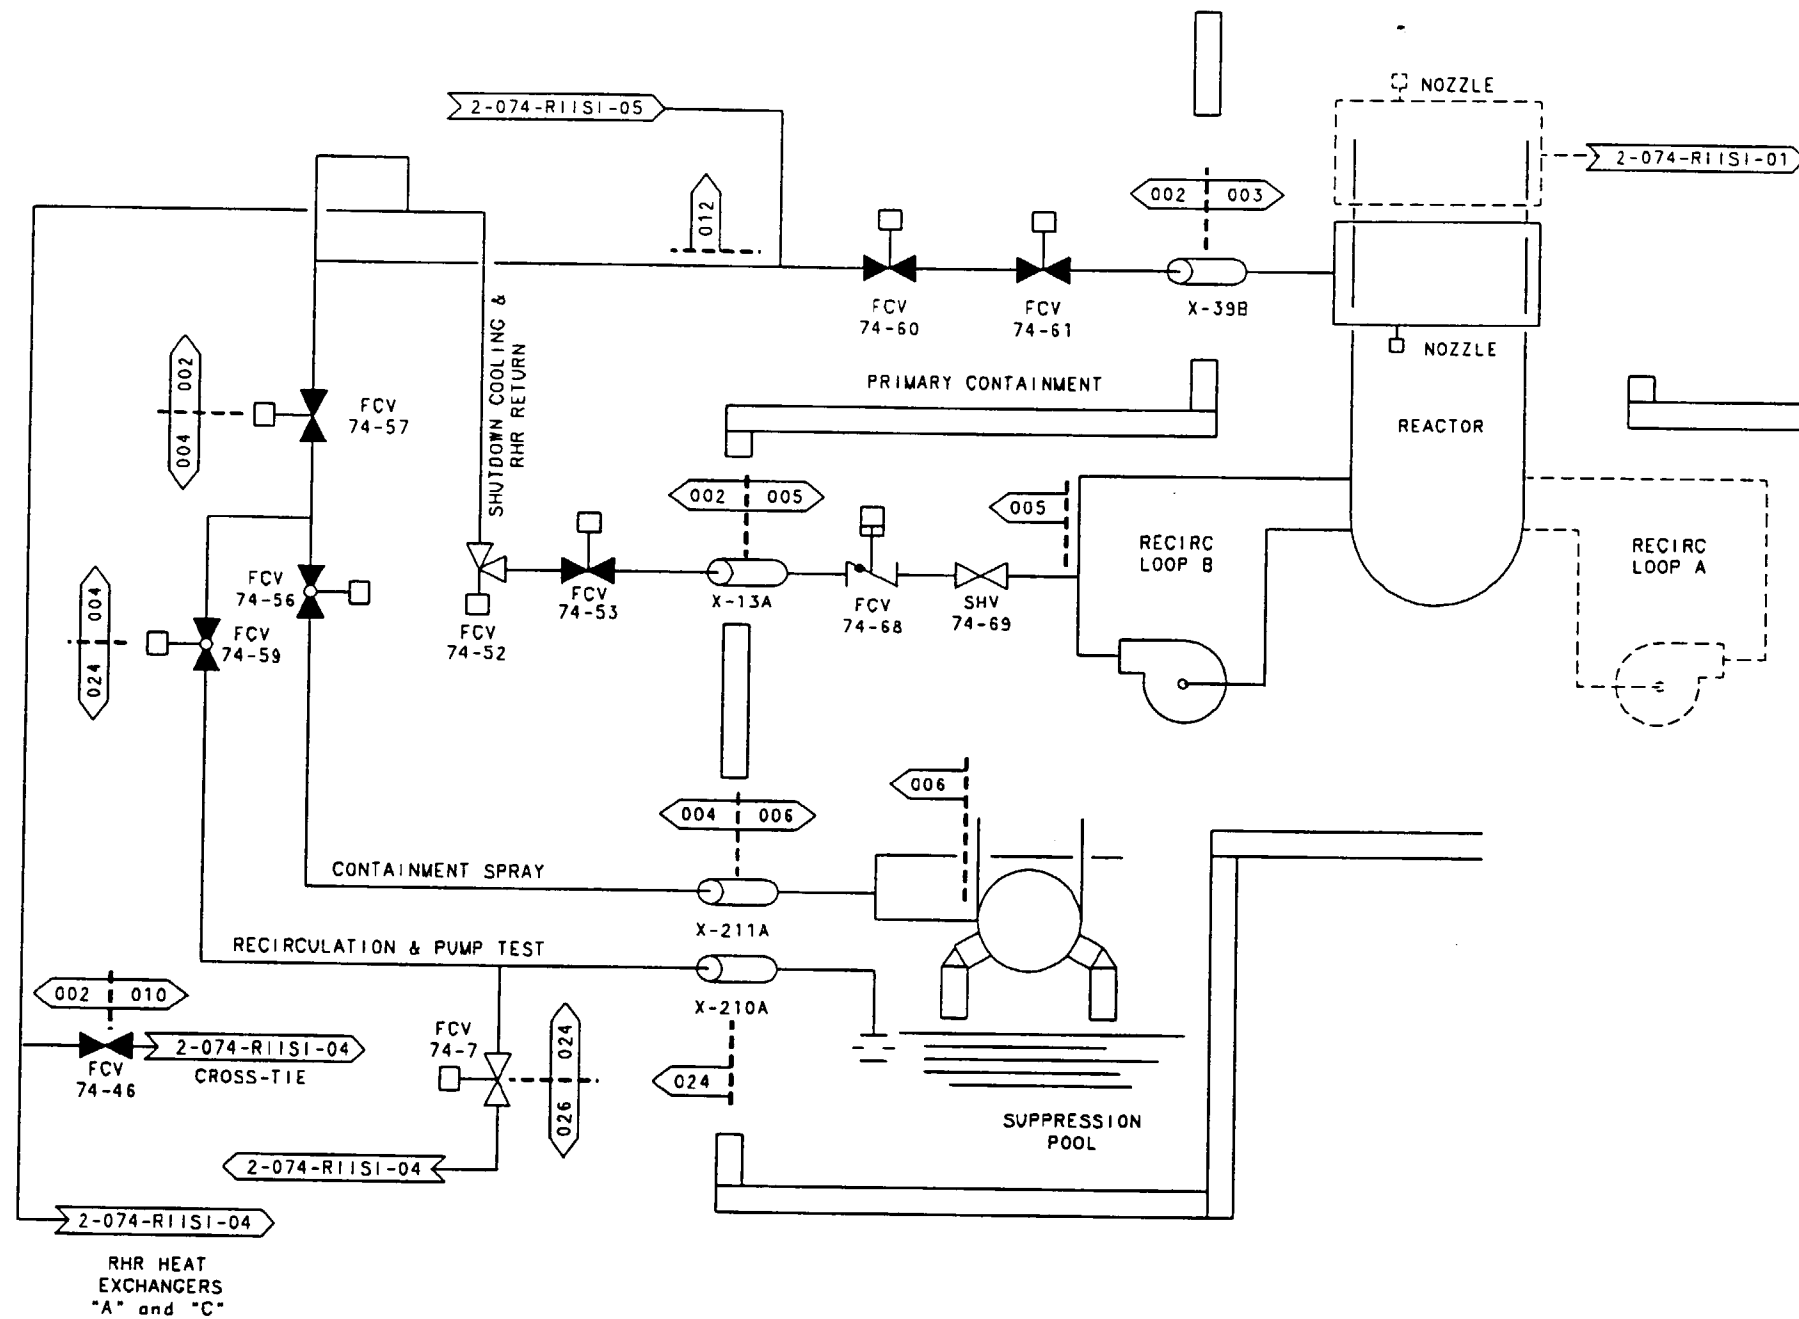 NOZZLE
2-074-RIISI-05
2-074-RIISI-01
002 003
012
FCV
74-60
FCV
74-61
X-39B
NOZZLE
SHUTDOWN COOLING &
RHR RETURN
002
004
FCV
74-57
PRIMARY CONTAINMENT
REACTOR
002 005
005
RECIRC
LOOP B
RECIRC
LOOP A
FCV
74-56
004
024
FCV
74-59
FCV
74-52
FCV
74-53
X-13A
FCV
74-68
SHV
74-69
006
004 006
CONTAINMENT SPRAY
X-211A
RECIRCULATION & PUMP TEST
X-210A
002 010
2-074-RIISI-04
CROSS-TIE
FCV
74-46
FCV
74-7
024
026
024
SUPPRESSION
POOL
2-074-RIISI-04
2-074-RIISI-04
RHR HEAT
EXCHANGERS
"A" and "C"